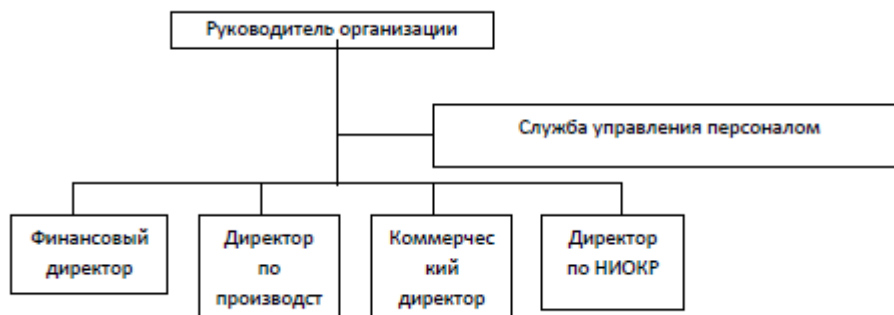 Руководитель организации
Служба управления персоналом
Финансовый
директор
Директор
по
производст
Коммерчес
кий
директор
Директор
по НИОКР